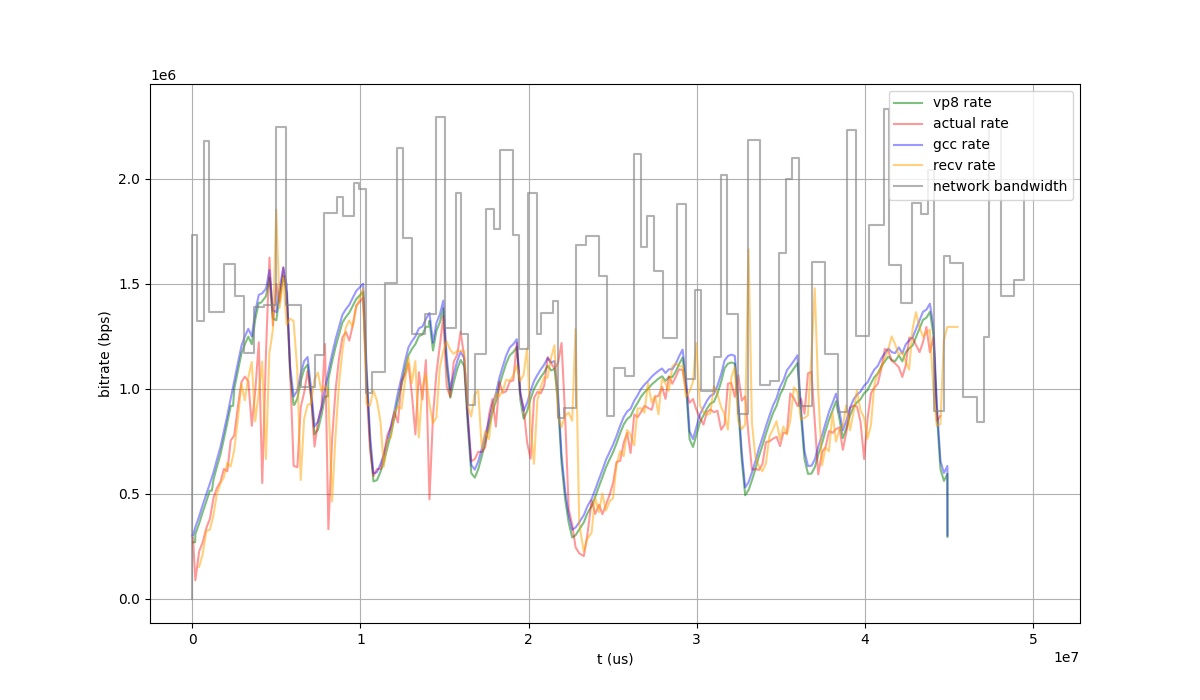 1e6
bitrate (bps)
2.0
1.5
1.0
0.5
0.0
vp8 rate
actual rate
gcc rate
recv rate
network bandwidth
0 1 2 3 4 5
t (us)
1e7